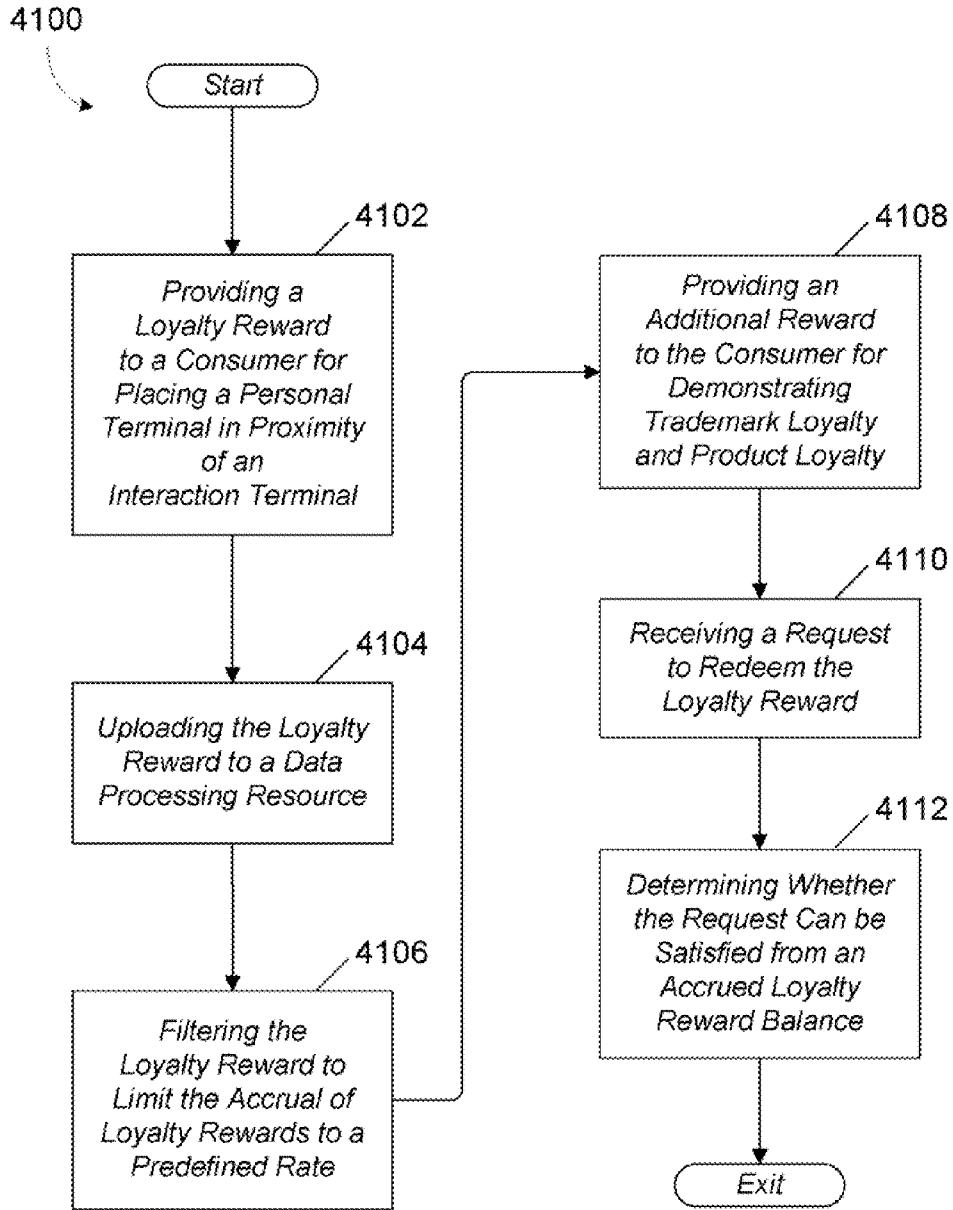 4100
Start
4102
Providing a
Loyalty Reward
to a Consumer for
Placing a Personal
Terminal in Proximity
of an
Interaction Terminal
4104
Uploading the Loyalty
Reward to a Data
Processing Resource
4106
Filtering the
Loyalty Reward to
Limit the Accrual of
Loyalty Rewards to a
Predefined Rate
4108
Providing an
Additional Reward
to the Consumer for
Demonstrating
Trademark Loyalty
and Product Loyalty
4110
Receiving a Request
to Redeem the
Loyalty Reward
4112
Determining Whether
the Request Can be
Satisfied from an
Accrued Loyalty
Reward Balance
Exit